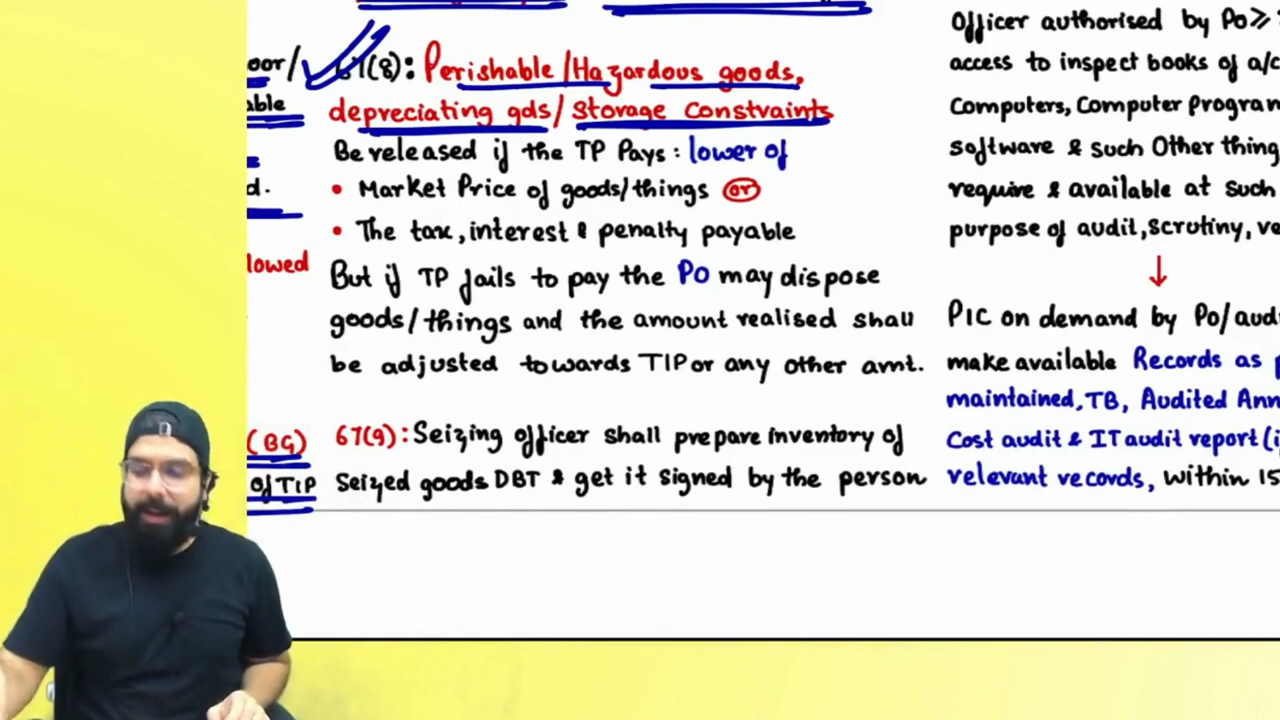 oor/
able
d.
lowed
(BG)
of TIP
67(8): Perishable/Hazardous goods,
depreciating gds/ Storage Constraints
Be released if the TP Pays: lower of
• Market Price of goods/things or
• The tax, interest & penalty payable
But if TP fails to pay the PO may dispose
goods/things and the amount realised shall
be adjusted towards TIP or any other amt.
67(9): Seizing officer shall prepare inventory of
Seized goods DBT & get it signed by the person
Officer authorised by Po≥
access to inspect books of a/c
Computers, Computer Program
software & such Other thing
require & available at such
purpose of audit, Scrutiny, ve
↓
PIC on demand by Po/aud
make available Records as p
maintained, TB, Audited Ann
Cost audit & IT audit report (i
relevant records, within 15